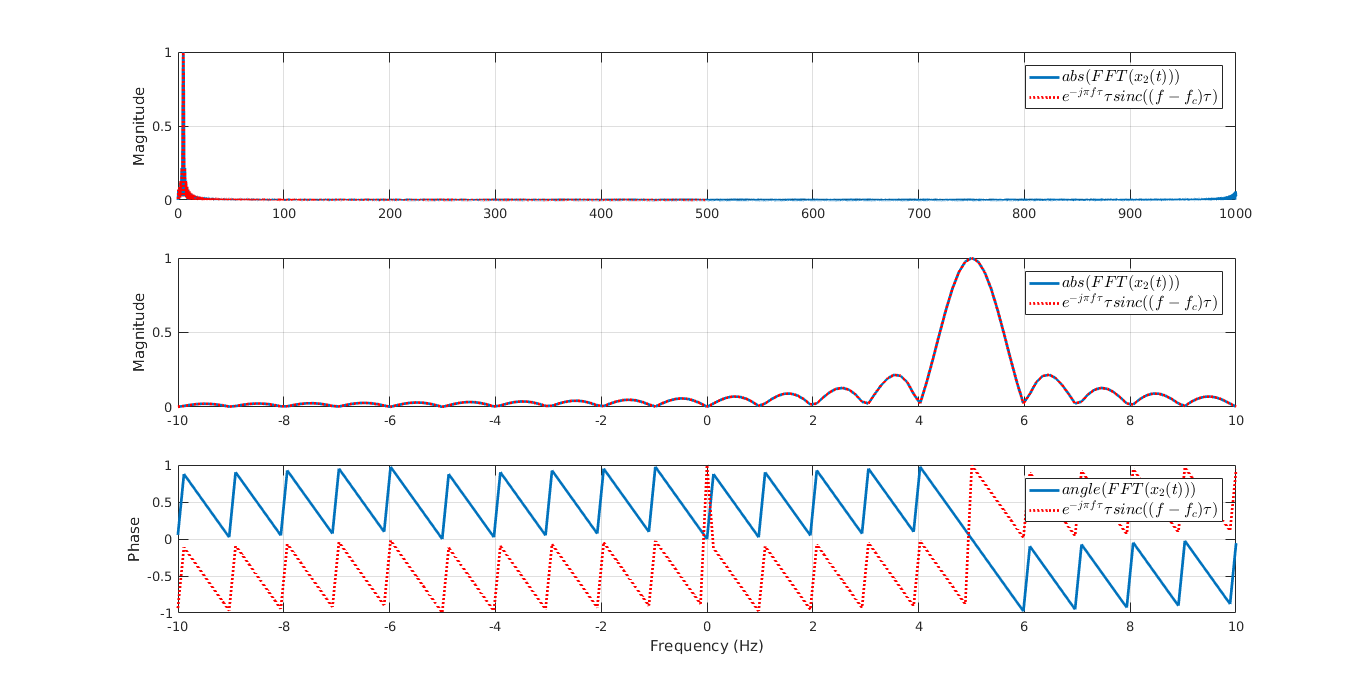 1
0.5
0
Magnitude
abs(FFT(x₂(t)))
e^{-jπfτ}τsinc((f − f_c)τ)
0 100 200 300 400 500 600 700 800 900 1000
1
0.5
0
Magnitude
abs(FFT(x₂(t)))
e^{-jπfτ}τsinc((f − f_c)τ)
-10 -8 -6 -4 -2 0 2 4 6 8 10
1
0.5
0
-0.5
-1
Phase
angle(FFT(x₂(t)))
e^{-jπfτ}τsinc((f − f_c)τ)
-10 -8 -6 -4 -2 0 2 4 6 8 10
Frequency (Hz)